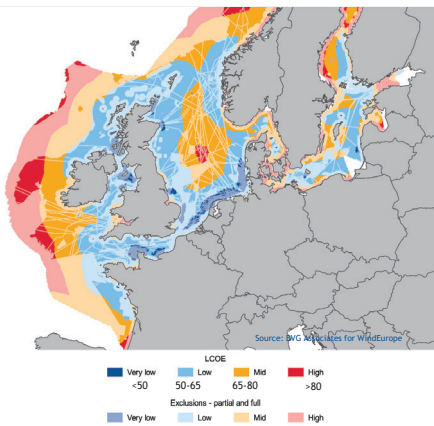 Source: BVG Associates for WindEurope
LCOE
Very low Low Mid High
<50 50-65 65-80 >80
Exclusions - partial and full
Very low Low Mid High